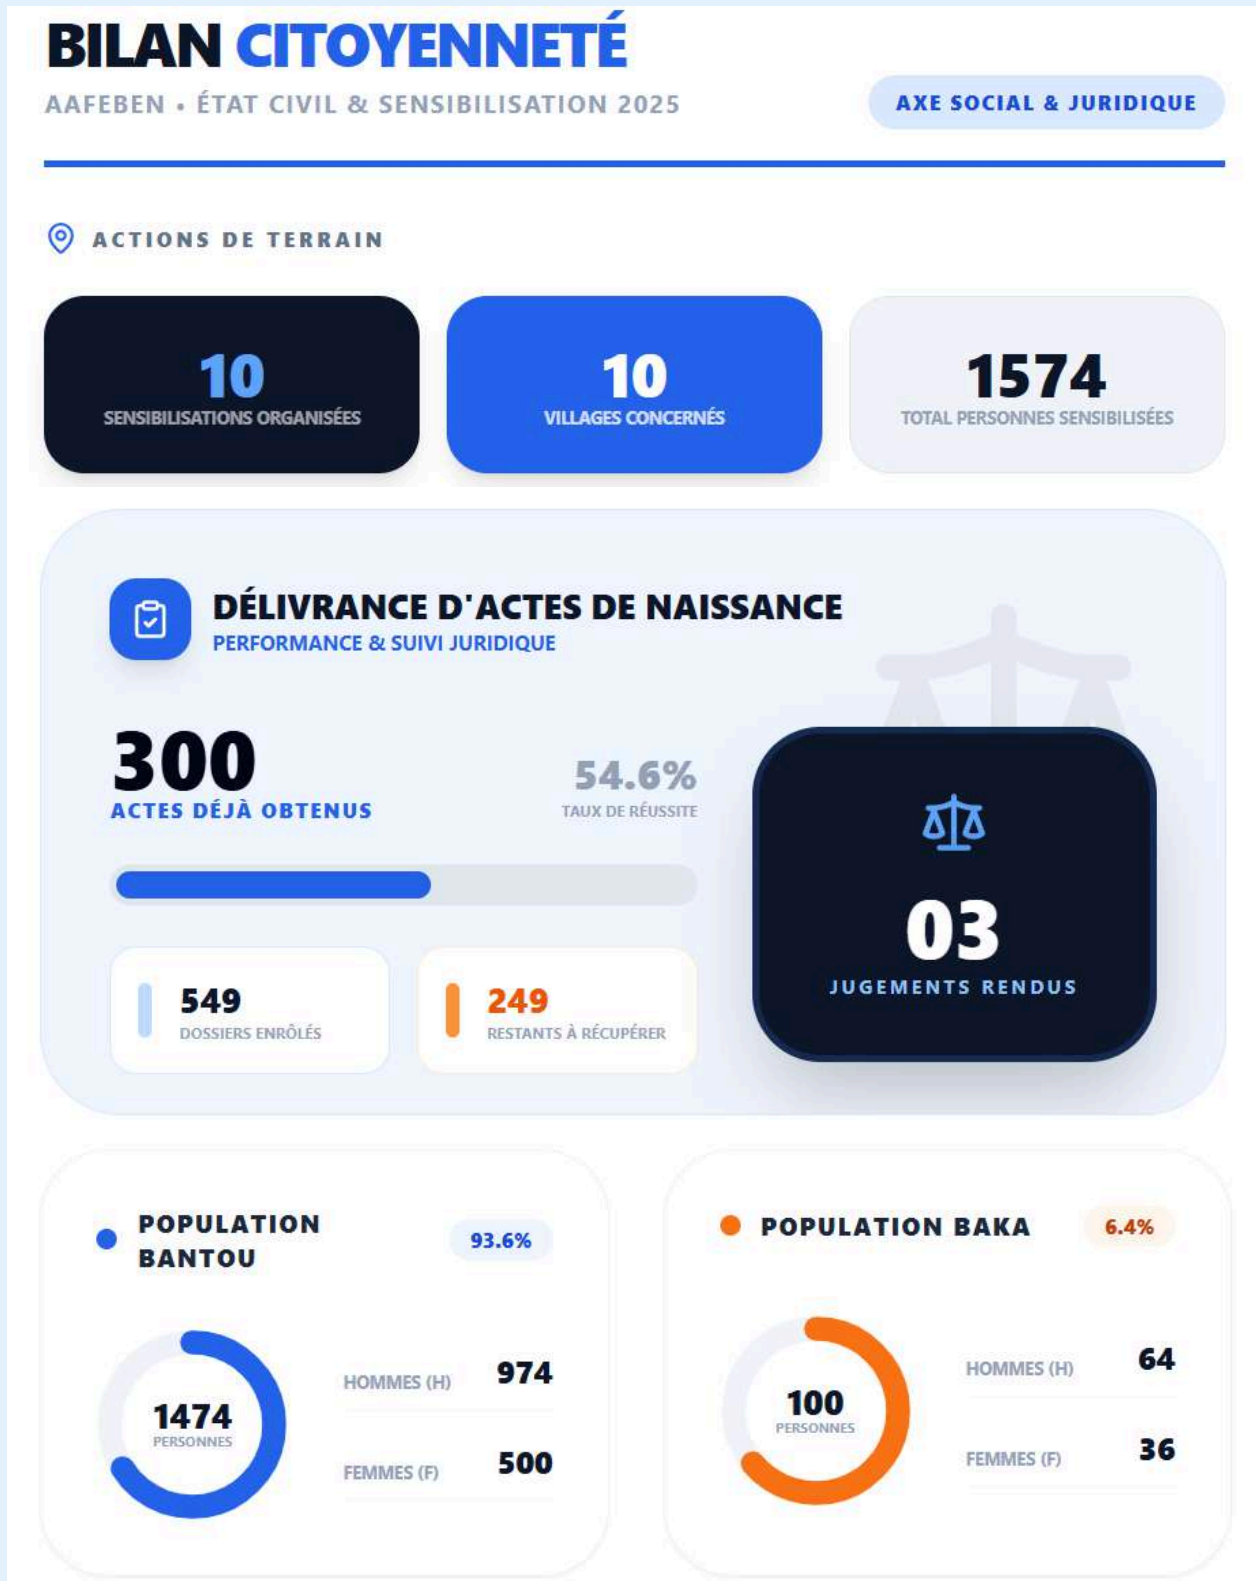 BILAN CITOYENNETÉ
AAFEBEN • ÉTAT CIVIL & SENSIBILISATION 2025
AXE SOCIAL & JURIDIQUE
ACTIONS DE TERRAIN
10
SENSIBILISATIONS ORGANISÉES
10
VILLAGES CONCERNÉS
1574
TOTAL PERSONNES SENSIBILISÉES
DÉLIVRANCE D'ACTES DE NAISSANCE
PERFORMANCE & SUIVI JURIDIQUE
300
ACTES DÉJÀ OBTENUS
54.6%
TAUX DE RÉUSSITE
549
DOSSIERS ENRÔLÉS
249
RESTANTS À RÉCUPÉRER
03
JUGEMENTS RENDUS
POPULATION
BANTOU
93.6%
1474
PERSONNES
HOMMES (H) 974
FEMMES (F) 500
POPULATION BAKA
6.4%
100
PERSONNES
HOMMES (H) 64
FEMMES (F) 36